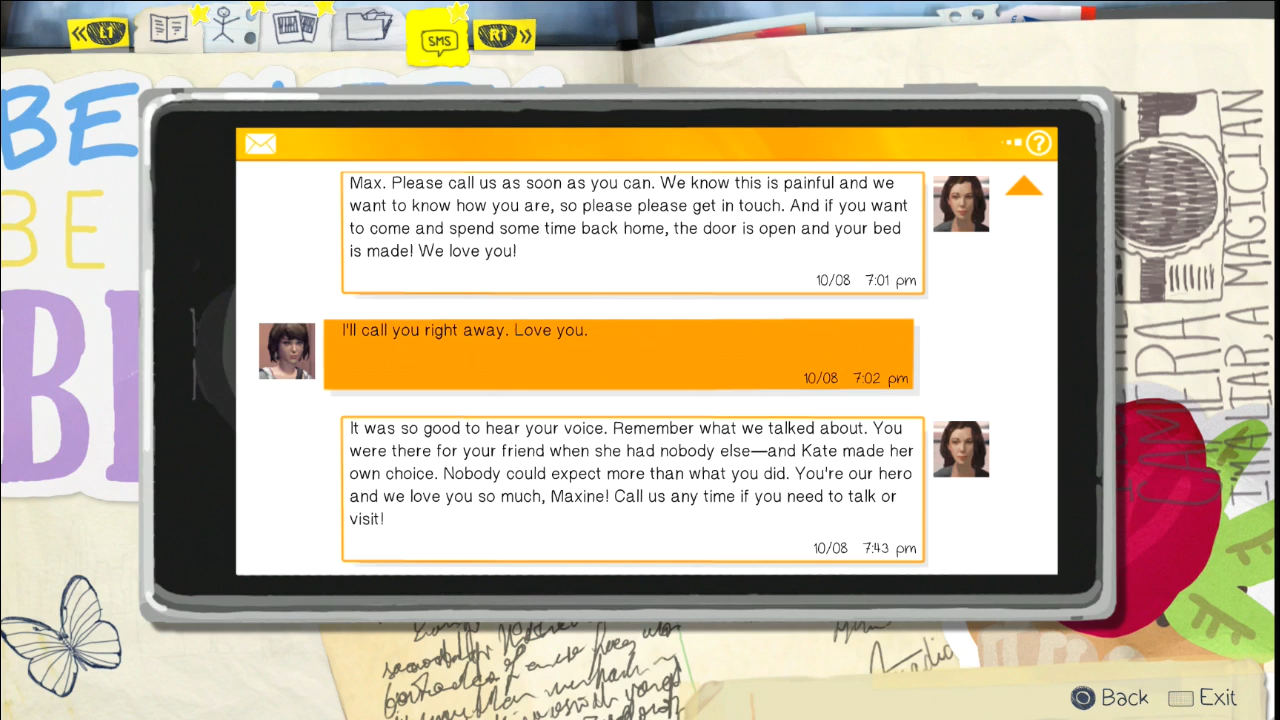 L1
SMS
R1
BE
BE
?
Max. Please call us as soon as you can. We know this is painful and we
want to know how you are, so please please get in touch. And if you want
to come and spend some time back home, the door is open and your bed
is made! We love you!
10/08 7:01 pm
I'll call you right away. Love you.
10/08 7:02 pm
It was so good to hear your voice. Remember what we talked about. You
were there for your friend when she had nobody else—and Kate made her
own choice. Nobody could expect more than what you did. You're our hero
and we love you so much, Maxine! Call us any time if you need to talk or
visit!
10/08 7:43 pm
CAMERA
A MAGICIAN
Back
Exit